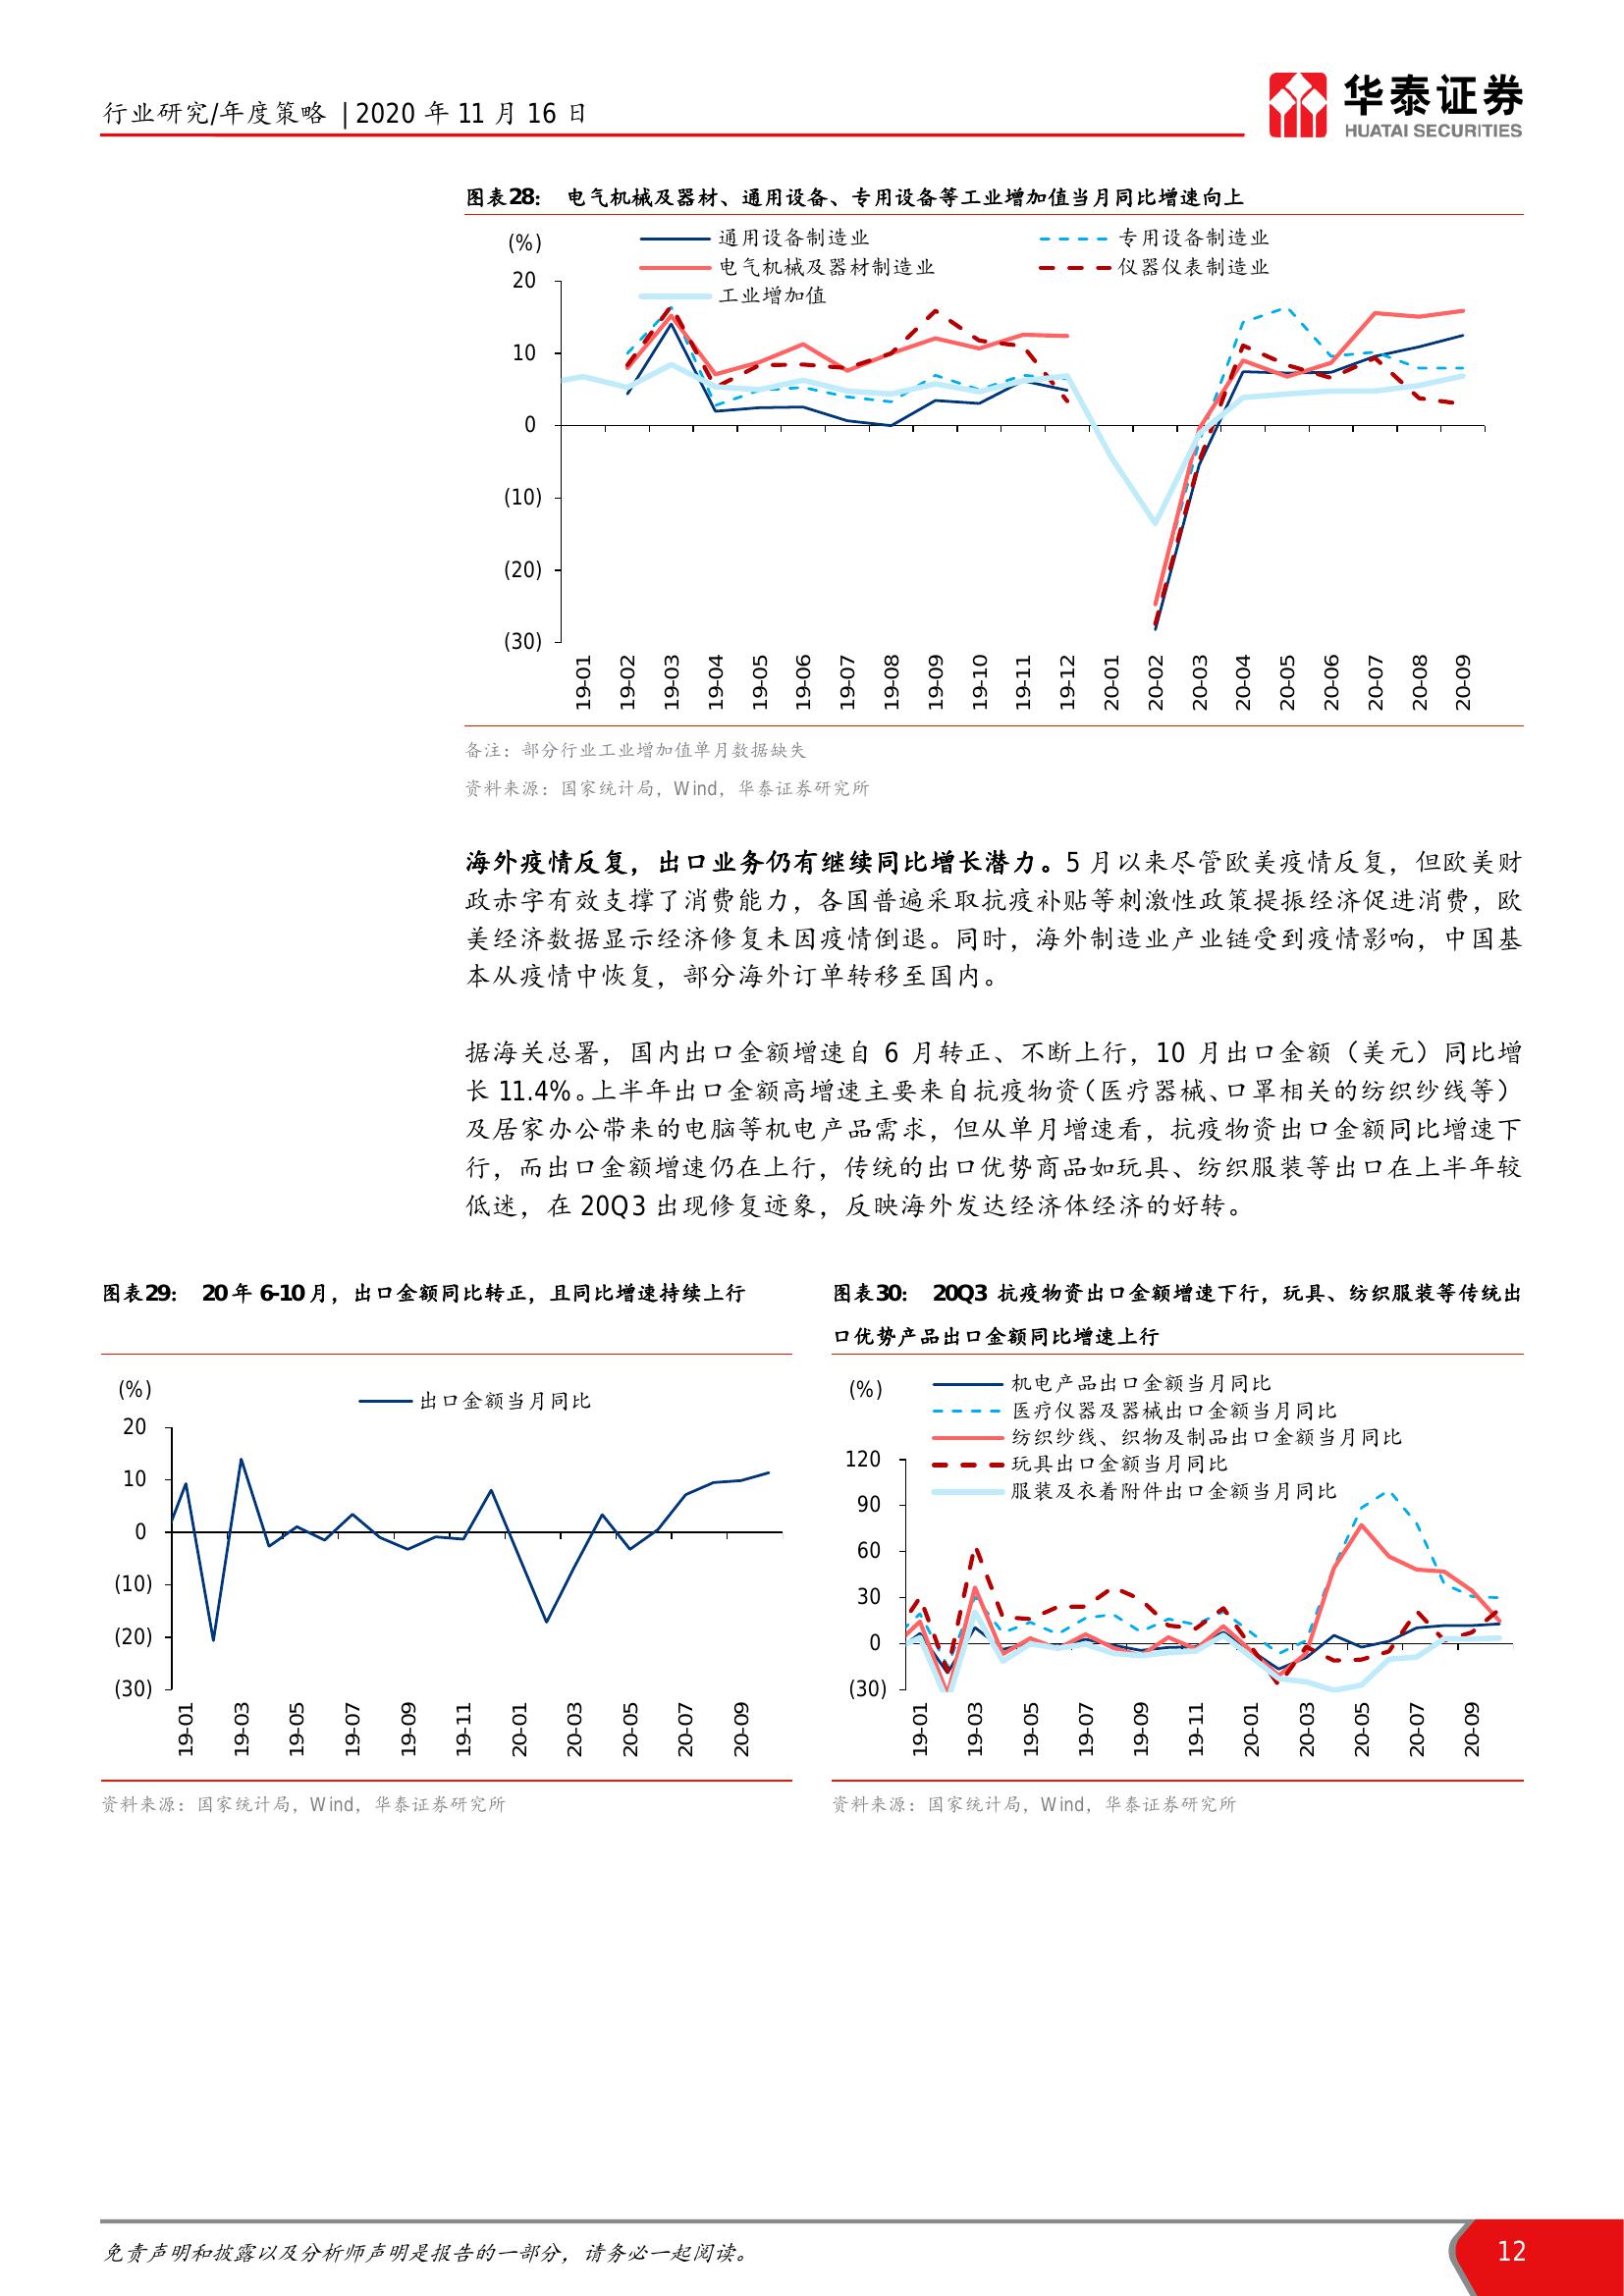 行业研究/年度策略 | 2020 年 11 月 16 日
华泰证券
HUATAI SECURITIES
图表28： 电气机械及器材、通用设备、专用设备等工业增加值当月同比增速向上
(%)
通用设备制造业
专用设备制造业
电气机械及器材制造业
仪器仪表制造业
工业增加值
20
10
0
(10)
(20)
(30)
19-01
19-02
19-03
19-04
19-05
19-06
19-07
19-08
19-09
19-10
19-11
19-12
20-01
20-02
20-03
20-04
20-05
20-06
20-07
20-08
20-09
备注：部分行业工业增加值单月数据缺失
资料来源：国家统计局，Wind，华泰证券研究所
海外疫情反复，出口业务仍有继续同比增长潜力。5 月以来尽管欧美疫情反复，但欧美财
政赤字有效支撑了消费能力，各国普遍采取抗疫补贴等刺激性政策提振经济促进消费，欧
美经济数据显示经济修复未因疫情倒退。同时，海外制造业产业链受到疫情影响，中国基
本从疫情中恢复，部分海外订单转移至国内。
据海关总署，国内出口金额增速自 6 月转正、不断上行，10 月出口金额（美元）同比增
长 11.4%。上半年出口金额高增速主要来自抗疫物资（医疗器械、口罩相关的纺织纱线等）
及居家办公带来的电脑等机电产品需求，但从单月增速看，抗疫物资出口金额同比增速下
行，而出口金额增速仍在上行，传统的出口优势商品如玩具、纺织服装等出口在上半年较
低迷，在 20Q3 出现修复迹象，反映海外发达经济体经济的好转。
图表29： 20 年 6-10 月，出口金额同比转正，且同比增速持续上行
(%)
出口金额当月同比
20
10
0
(10)
(20)
(30)
19-01
19-03
19-05
19-07
19-09
19-11
20-01
20-03
20-05
20-07
20-09
资料来源：国家统计局，Wind，华泰证券研究所
图表30： 20Q3 抗疫物资出口金额增速下行，玩具、纺织服装等传统出
口优势产品出口金额同比增速上行
(%)
机电产品出口金额当月同比
医疗仪器及器械出口金额当月同比
纺织纱线、织物及制品出口金额当月同比
玩具出口金额当月同比
服装及衣着附件出口金额当月同比
120
90
60
30
0
(30)
19-01
19-03
19-05
19-07
19-09
19-11
20-01
20-03
20-05
20-07
20-09
资料来源：国家统计局，Wind，华泰证券研究所
免责声明和披露以及分析师声明是报告的一部分，请务必一起阅读。
12